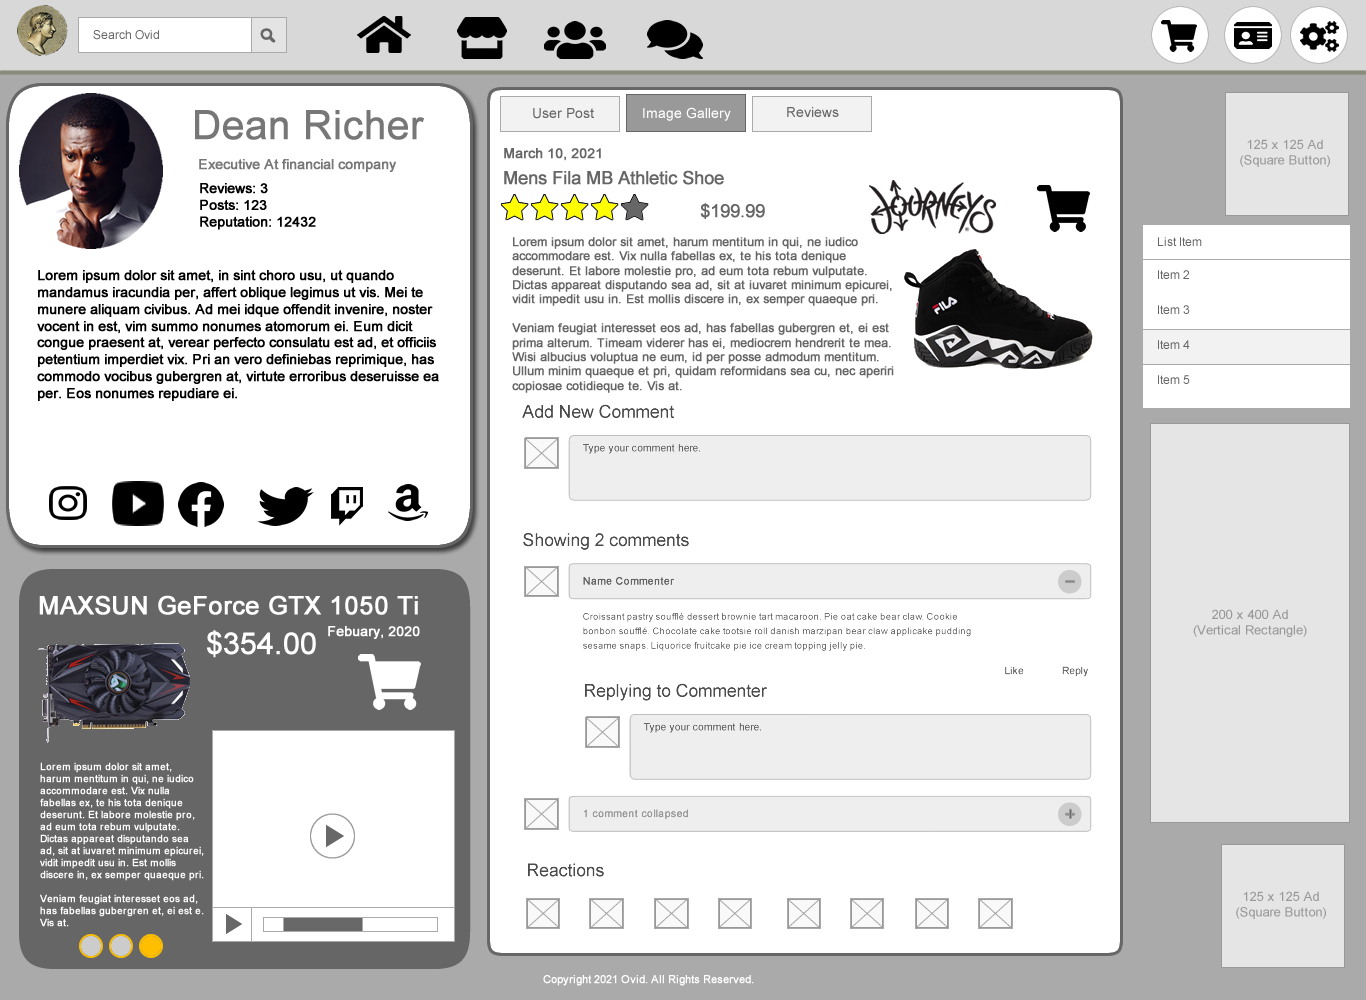 Search Ovid
Dean Richer
Executive At financial company
Reviews: 3
Posts: 123
Reputation: 12432
Lorem ipsum dolor sit amet, in sint choro usu, ut quando
mandamus iracundia per, affert oblique legimus ut vis. Mei te
munere aliquam civibus. Ad mei idque offendit invenire, noster
vocent in est, vim summo nonumes atomorum ei. Eum dicit
congue praesent at, verear perfecto consulatu est ad, et officiis
petentium imperdiet vix. Pri an vero definiebas reprimique, has
commodo vocibus gubergren at, virtute erroribus deseruisse ea
per. Eos nonumes repudiare ei.
MAXSUN GeForce GTX 1050 Ti
$354.00
Febuary, 2020
Lorem ipsum dolor sit amet,
harum mentitum in qui, ne iudico
accommodare est. Vix nulla
fabellas ex, te his tota denique
deserunt. Et labore molestie pro,
ad eum tota rebum vulputate.
Dictas appareat disputando sea
ad, sit at iuvaret minimum epicurei,
vidit impedit usu in. Est mollis
discere in, ex semper quaeque pri.
Veniam feugiat interesset eos ad,
has fabellas gubergren et, ei est e.
Vis at.
User Post
Image Gallery
Reviews
March 10, 2021
Mens Fila MB Athletic Shoe
$199.99
JOURNEYS
Lorem ipsum dolor sit amet, harum mentitum in qui, ne iudico
accommodare est. Vix nulla fabellas ex, te his tota denique
deserunt. Et labore molestie pro, ad eum tota rebum vulputate.
Dictas appareat disputando sea ad, sit at iuvaret minimum epicurei,
vidit impedit usu in. Est mollis discere in, ex semper quaeque pri.
Veniam feugiat interesset eos ad, has fabellas gubergren et, ei est
prima alterum. Timeam viderer has ei, mediocrem hendrerit te mea.
Wisi albucius voluptua ne eum, id per posse admodum mentitum.
Ullum minim quaeque et pri, quidam reformidans sea cu, nec aperiri
copiosae cotidieque te. Vis at.
FILA
Add New Comment
Type your comment here.
Showing 2 comments
Name Commenter
Croissant pastry soufflé dessert brownie tart macaroon. Pie oat cake bear claw. Cookie
bonbon soufflé. Chocolate cake tootsie roll danish marzipan bear claw applicake pudding
sesame snaps. Liquorice fruitcake pie ice cream topping jelly pie.
Like
Reply
Replying to Commenter
Type your comment here.
1 comment collapsed
Reactions
125 x 125 Ad
(Square Button)
List Item
Item 2
Item 3
Item 4
Item 5
200 x 400 Ad
(Vertical Rectangle)
125 x 125 Ad
(Square Button)
Copyright 2021 Ovid. All Rights Reserved.